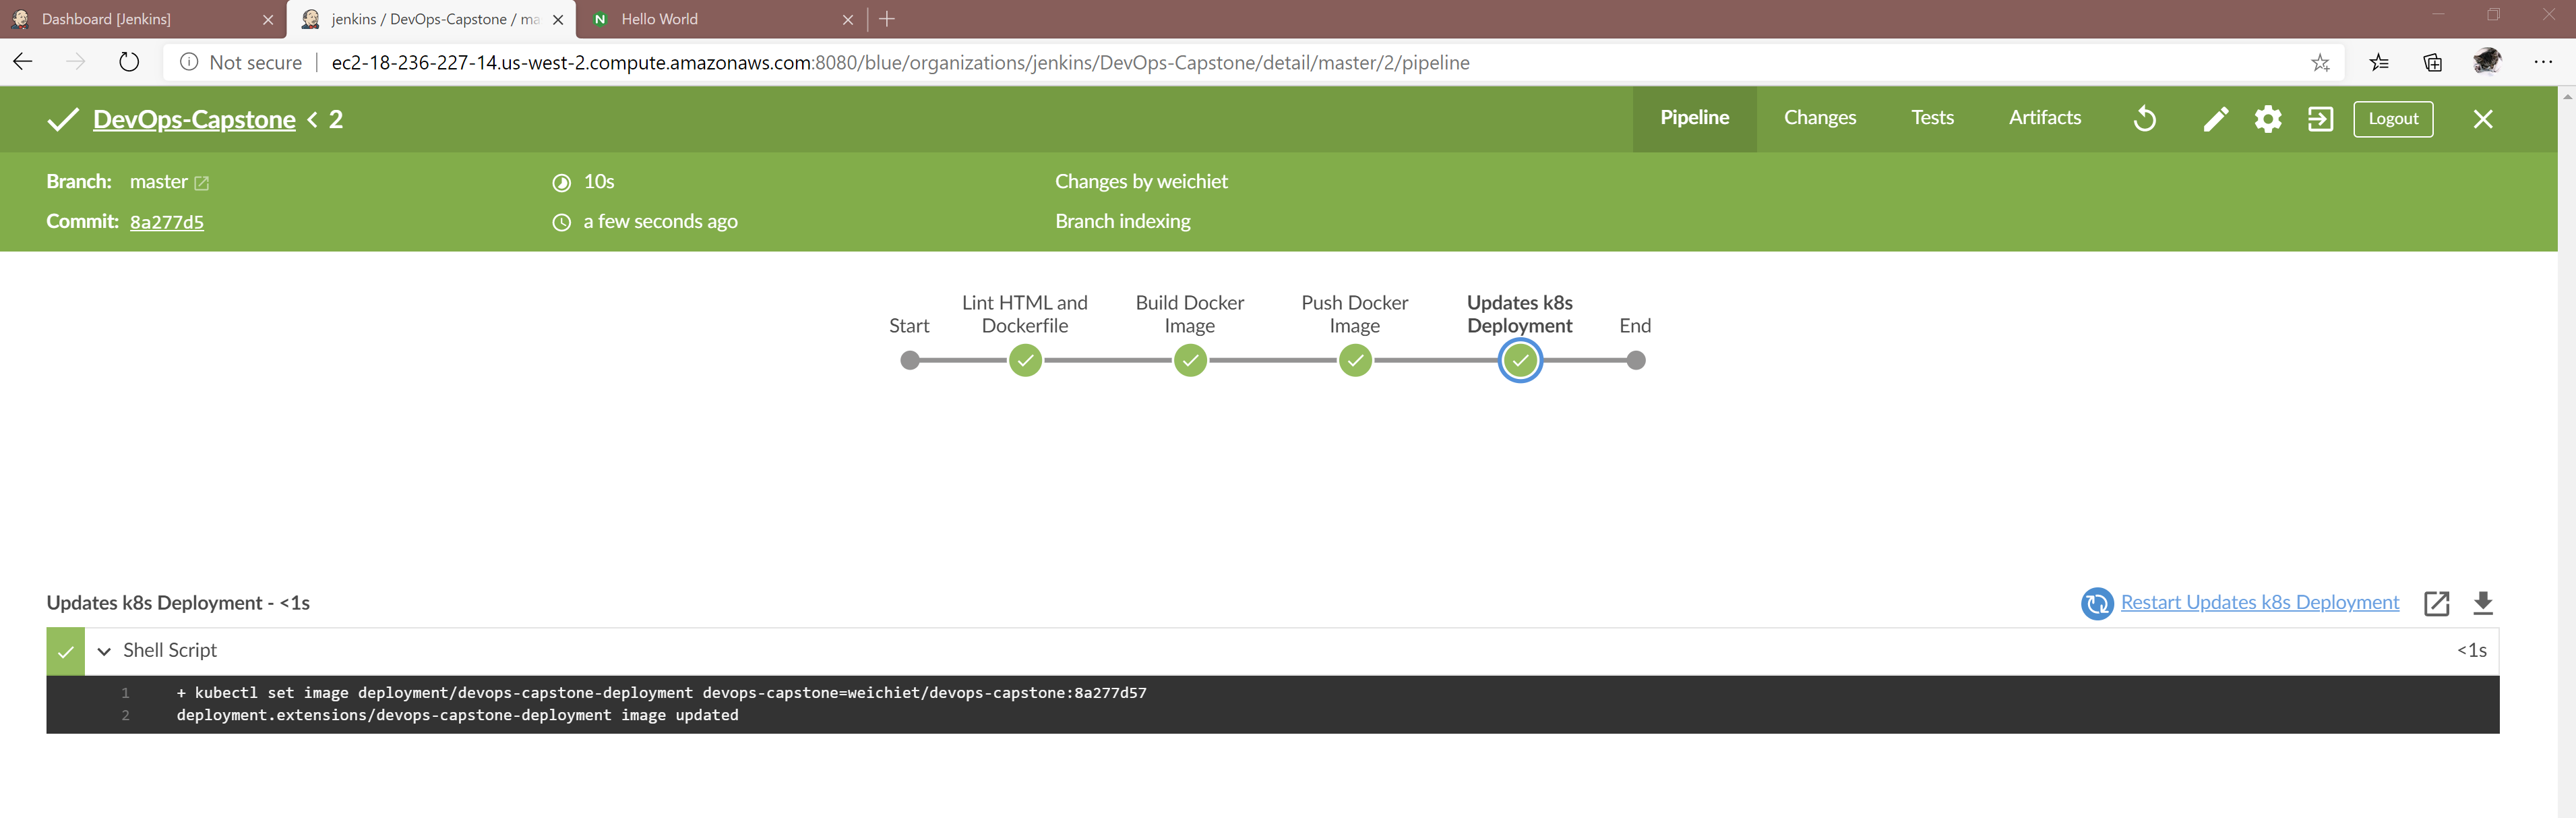 Dashboard [Jenkins]
jenkins / DevOps-Capstone / ma
N Hello World
Not secure | ec2-18-236-227-14.us-west-2.compute.amazonaws.com:8080/blue/organizations/jenkins/DevOps-Capstone/detail/master/2/pipeline
DevOps-Capstone < 2
Pipeline
Changes
Tests
Artifacts
Logout
Branch: master
10s
Changes by weichiet
Commit: 8a277d5
a few seconds ago
Branch indexing
Start
Lint HTML and
Dockerfile
Build Docker
Image
Push Docker
Image
Updates k8s
Deployment
End
Updates k8s Deployment - <1s
Restart Updates k8s Deployment
Shell Script
<1s
1 + kubectl set image deployment/devops-capstone-deployment devops-capstone=weichiet/devops-capstone:8a277d57
2 deployment.extensions/devops-capstone-deployment image updated